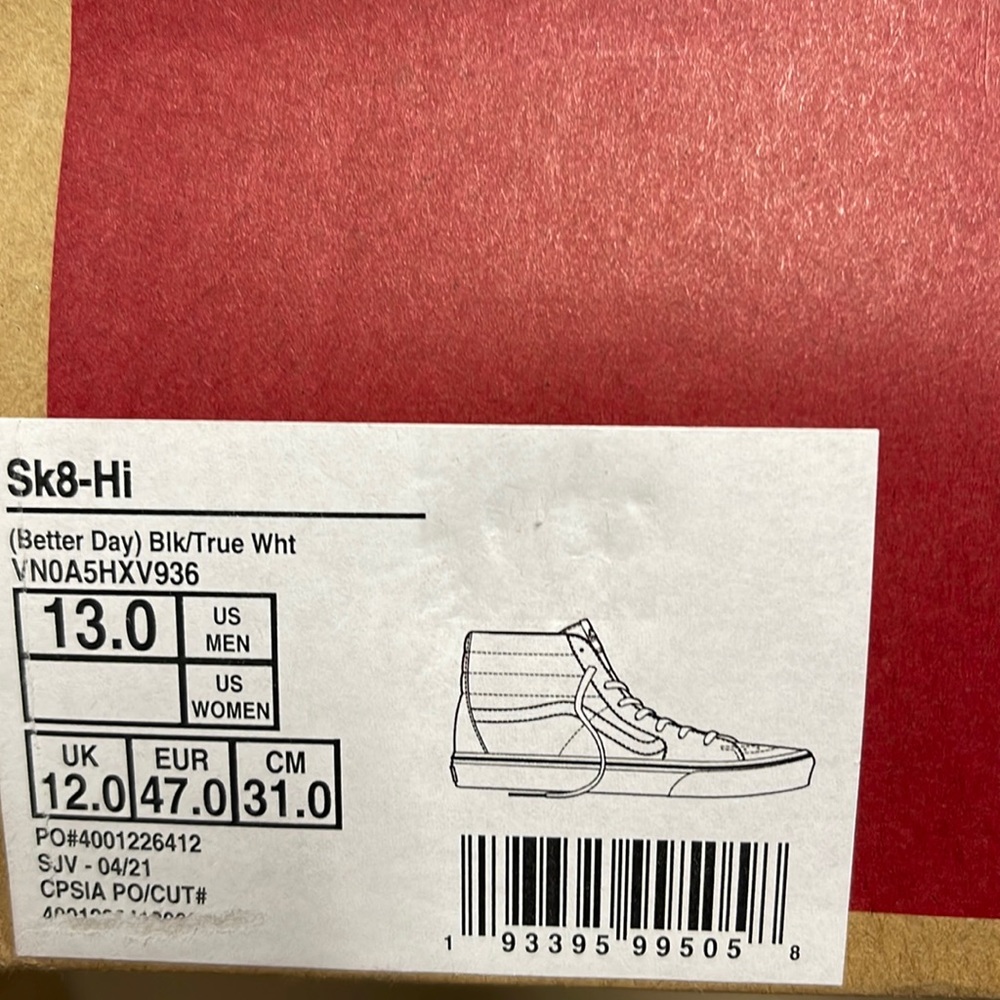 Sk8-Hi
(Better Day) Blk/True Wht
VN0A5HXV936
13.0 US MEN
US WOMEN
UK EUR CM
12.0 47.0 31.0
PO#4001226412
SJV - 04/21
CPSIA PO/CUT#
1 93395 99505 8